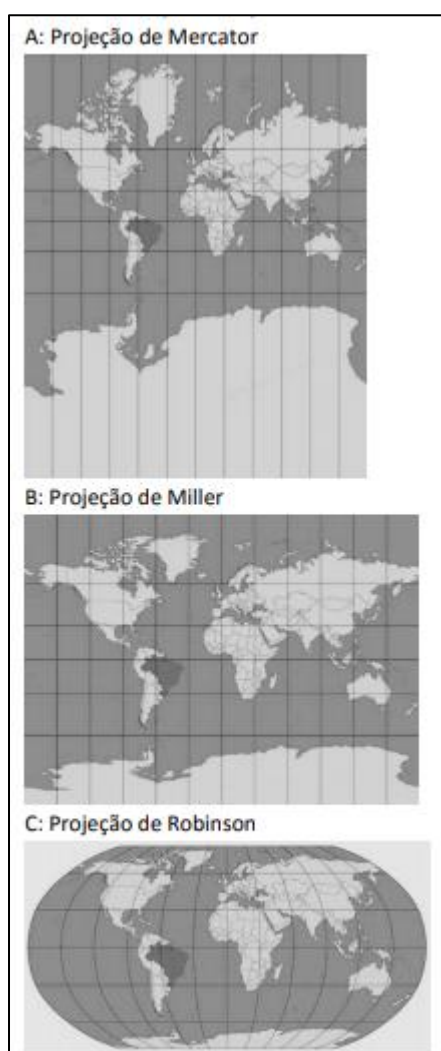 A: Projeção de Mercator
B: Projeção de Miller
C: Projeção de Robinson